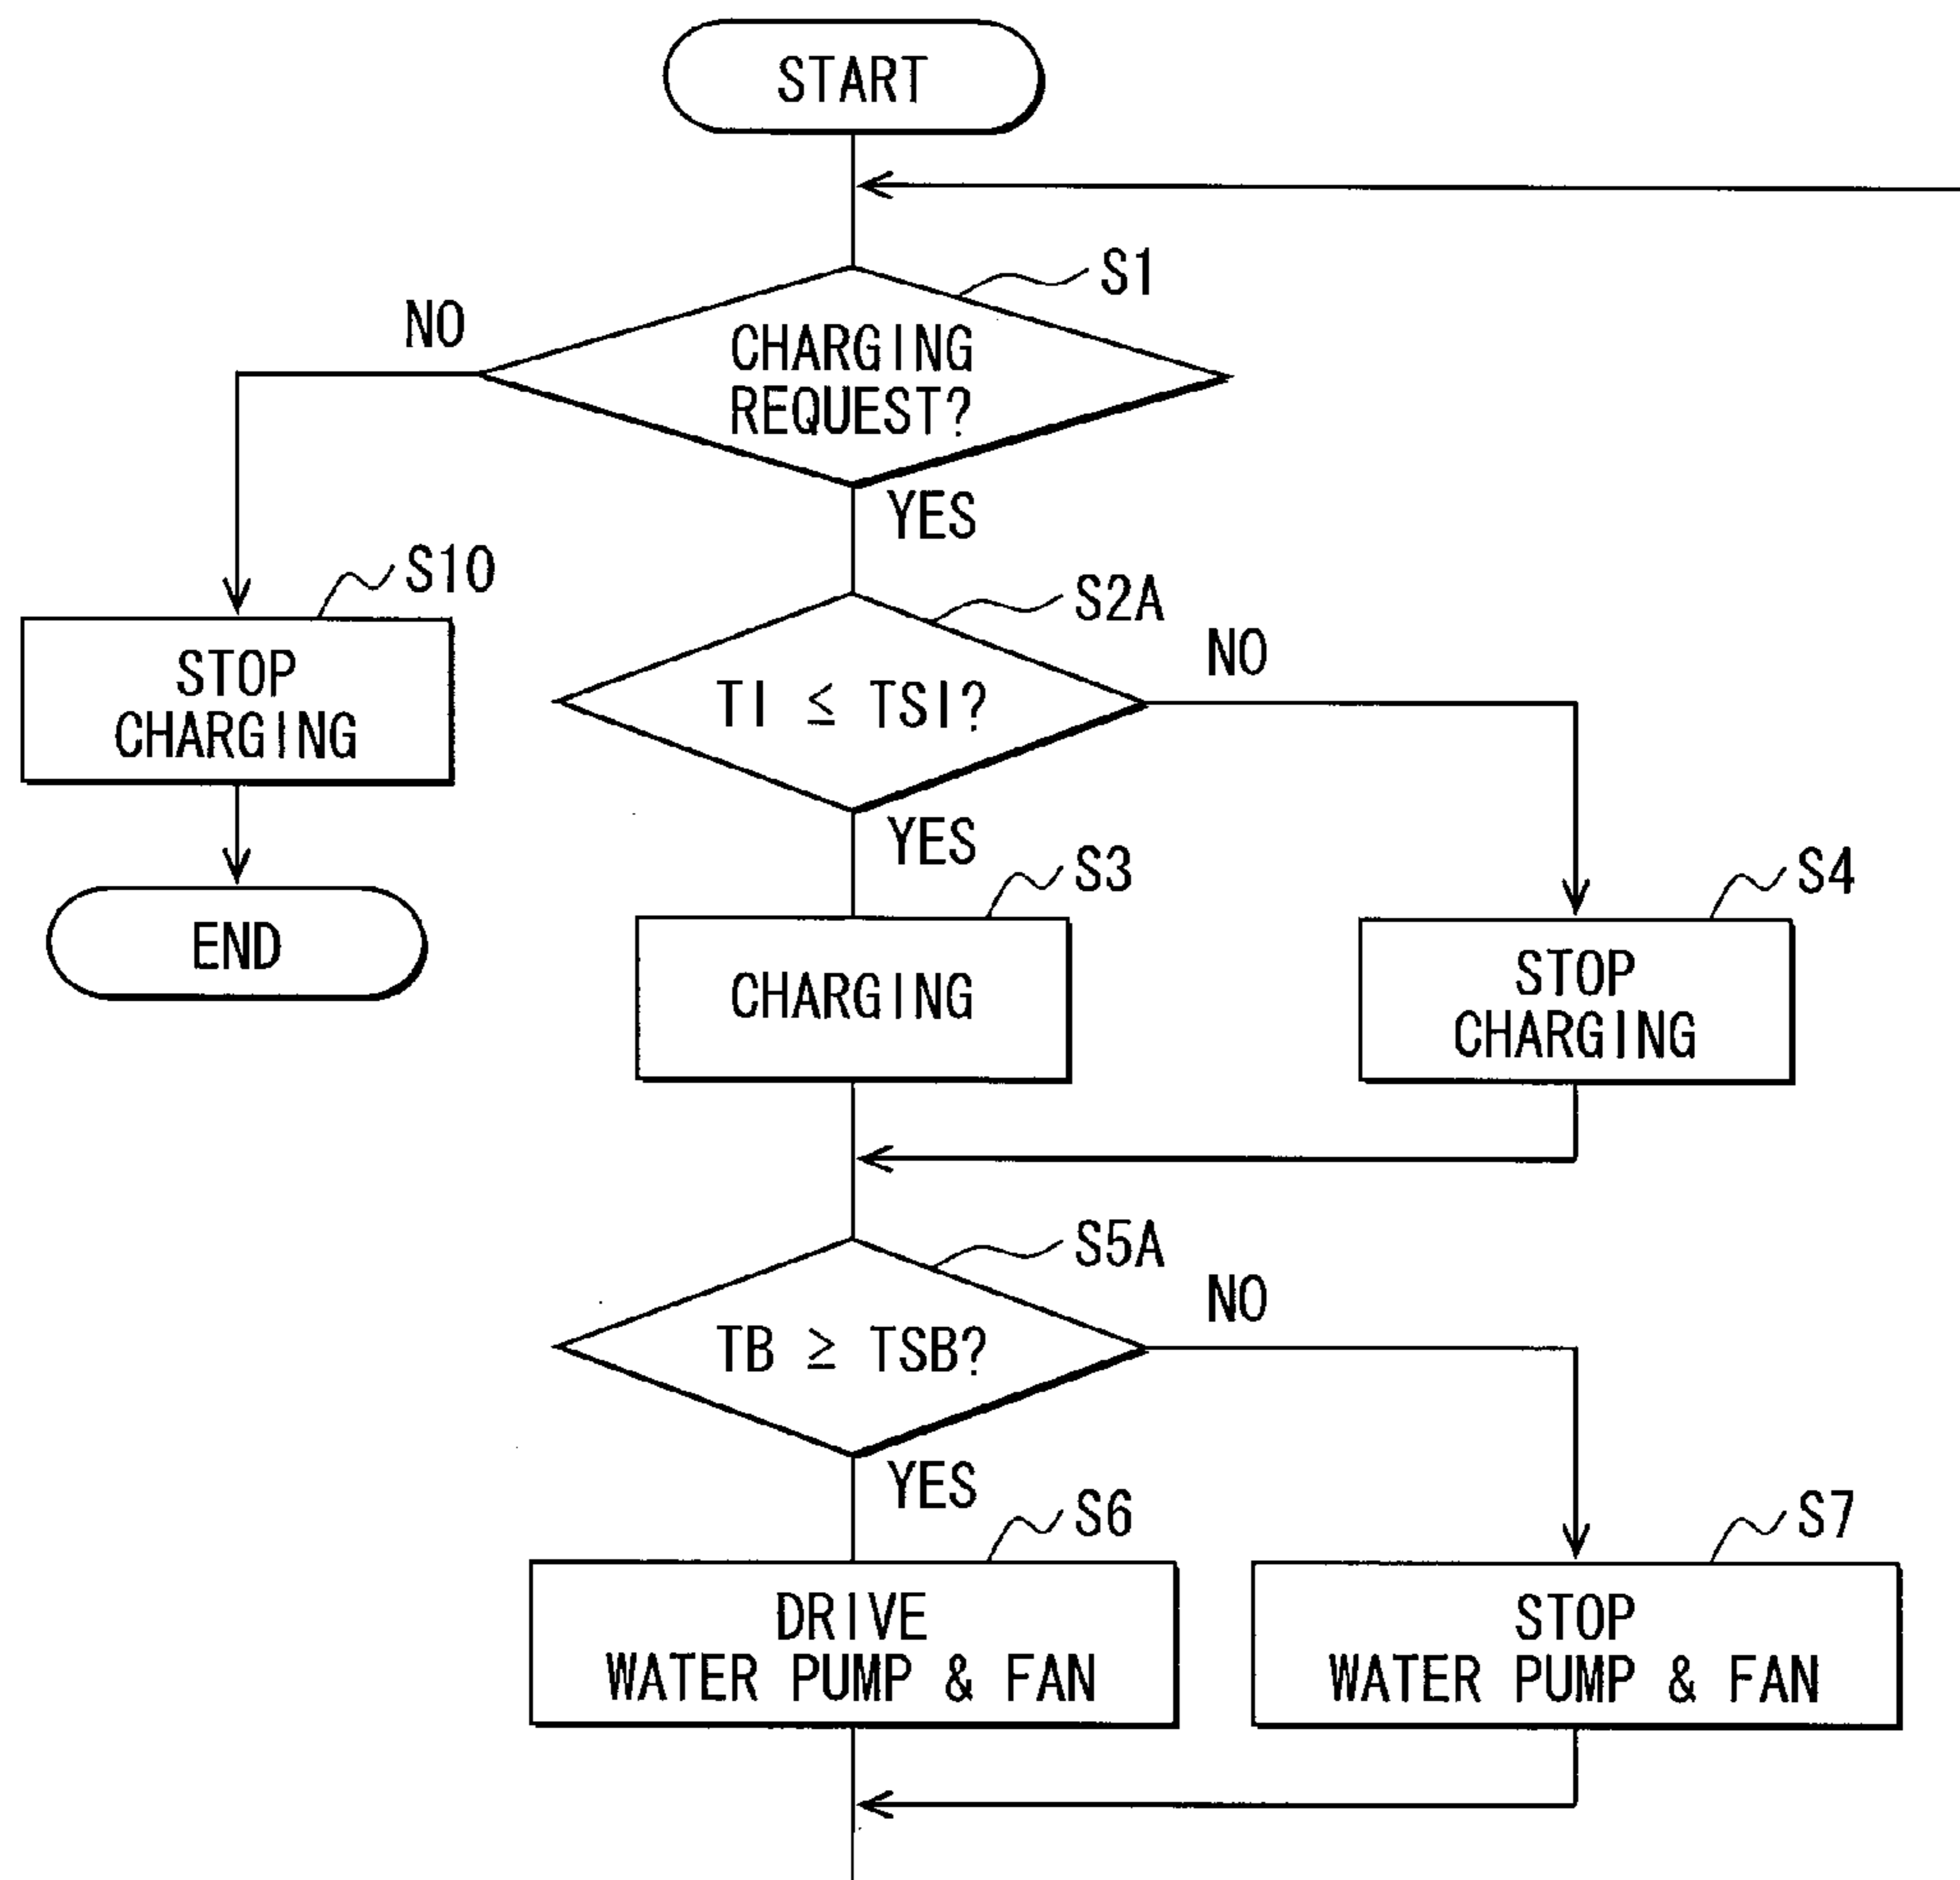 START
S1
NO
CHARGING
REQUEST?
YES
S10
S2A
NO
STOP
CHARGING
TI ≤ TSI?
YES
S3
S4
END
CHARGING
STOP
CHARGING
S5A
NO
TB ≥ TSB?
YES
S6
S7
DRIVE
WATER PUMP & FAN
STOP
WATER PUMP & FAN